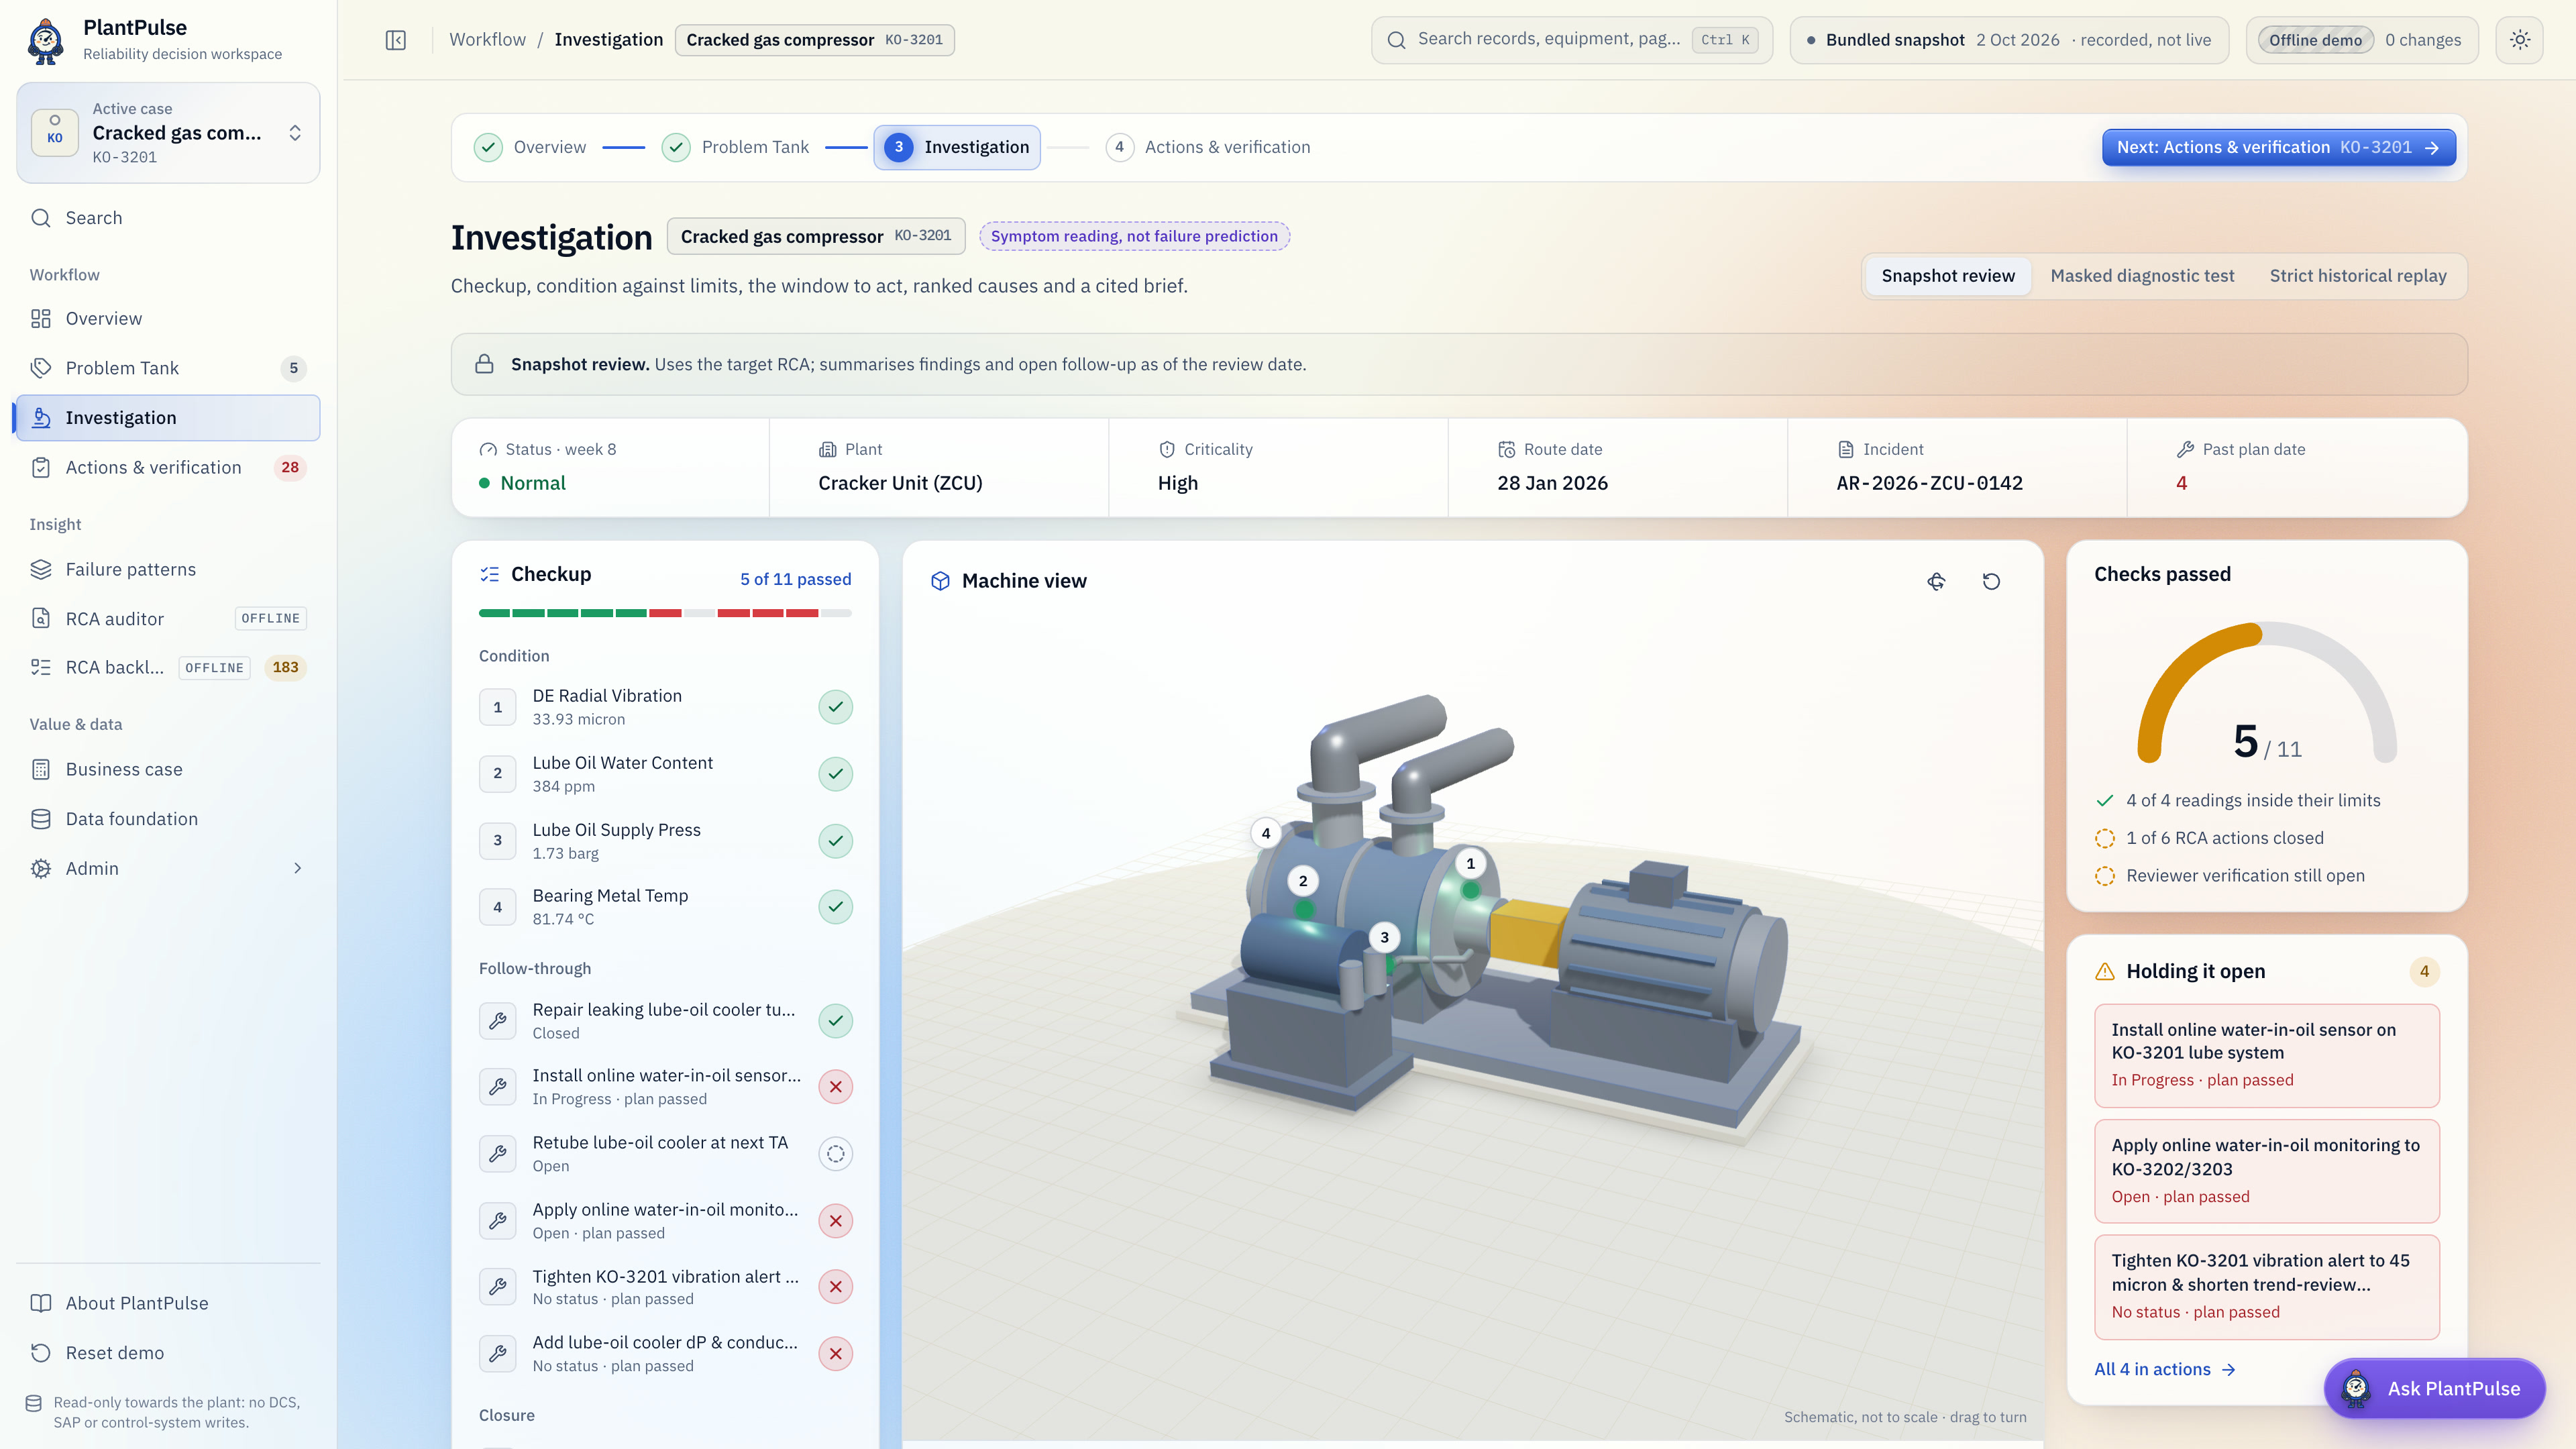 PlantPulse
Reliability decision workspace
Active case
KO
Cracked gas com...
KO-3201
Search
Workflow
Overview
Problem Tank 5
Investigation
Actions & verification 28
Insight
Failure patterns
RCA auditor OFFLINE
RCA backl... OFFLINE 183
Value & data
Business case
Data foundation
Admin
About PlantPulse
Reset demo
Read-only towards the plant: no DCS,
SAP or control-system writes.
Workflow / Investigation Cracked gas compressor KO-3201
Search records, equipment, pag... Ctrl K
Bundled snapshot 2 Oct 2026 · recorded, not live
Offline demo 0 changes
Overview Problem Tank 3 Investigation 4 Actions & verification
Next: Actions & verification KO-3201
Investigation Cracked gas compressor KO-3201 Symptom reading, not failure prediction
Checkup, condition against limits, the window to act, ranked causes and a cited brief.
Snapshot review Masked diagnostic test Strict historical replay
Snapshot review. Uses the target RCA; summarises findings and open follow-up as of the review date.
Status · week 8
Normal
Plant
Cracker Unit (ZCU)
Criticality
High
Route date
28 Jan 2026
Incident
AR-2026-ZCU-0142
Past plan date
4
Checkup 5 of 11 passed
Condition
1 DE Radial Vibration
33.93 micron
2 Lube Oil Water Content
384 ppm
3 Lube Oil Supply Press
1.73 barg
4 Bearing Metal Temp
81.74 °C
Follow-through
Repair leaking lube-oil cooler tu...
Closed
Install online water-in-oil sensor...
In Progress · plan passed
Retube lube-oil cooler at next TA
Open
Apply online water-in-oil monito...
Open · plan passed
Tighten KO-3201 vibration alert ...
No status · plan passed
Add lube-oil cooler dP & conduc...
No status · plan passed
Closure
Machine view
4
1
2
3
Schematic, not to scale · drag to turn
Checks passed
5 / 11
4 of 4 readings inside their limits
1 of 6 RCA actions closed
Reviewer verification still open
Holding it open 4
Install online water-in-oil sensor on
KO-3201 lube system
In Progress · plan passed
Apply online water-in-oil monitoring to
KO-3202/3203
Open · plan passed
Tighten KO-3201 vibration alert to 45
micron & shorten trend-review...
No status · plan passed
All 4 in actions
Ask PlantPulse